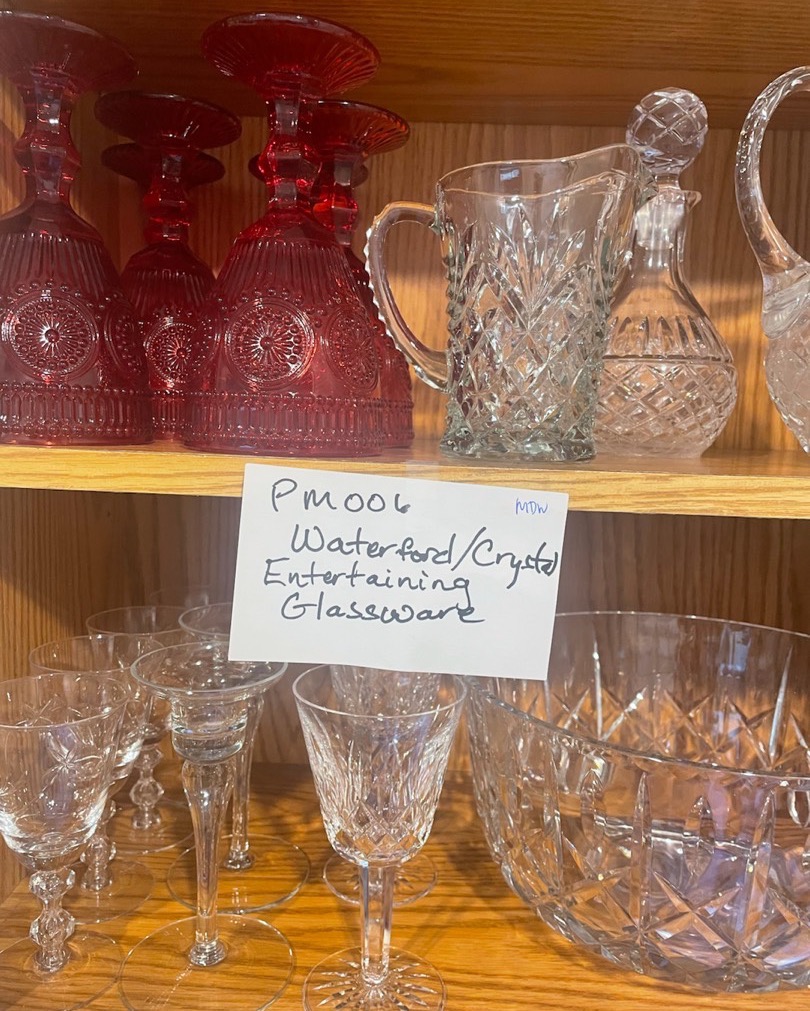 PM006 MDW
Waterford/Crystal
Entertaining
Glassware